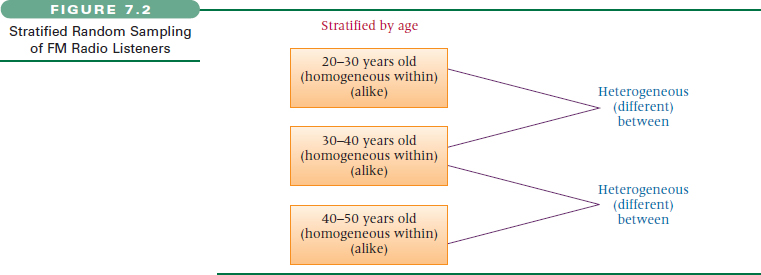 FIGURE 7.2
Stratified Random Sampling
of FM Radio Listeners
Stratified by age
20–30 years old
(homogeneous within)
(alike)
30–40 years old
(homogeneous within)
(alike)
40–50 years old
(homogeneous within)
(alike)
Heterogeneous
(different)
between
Heterogeneous
(different)
between